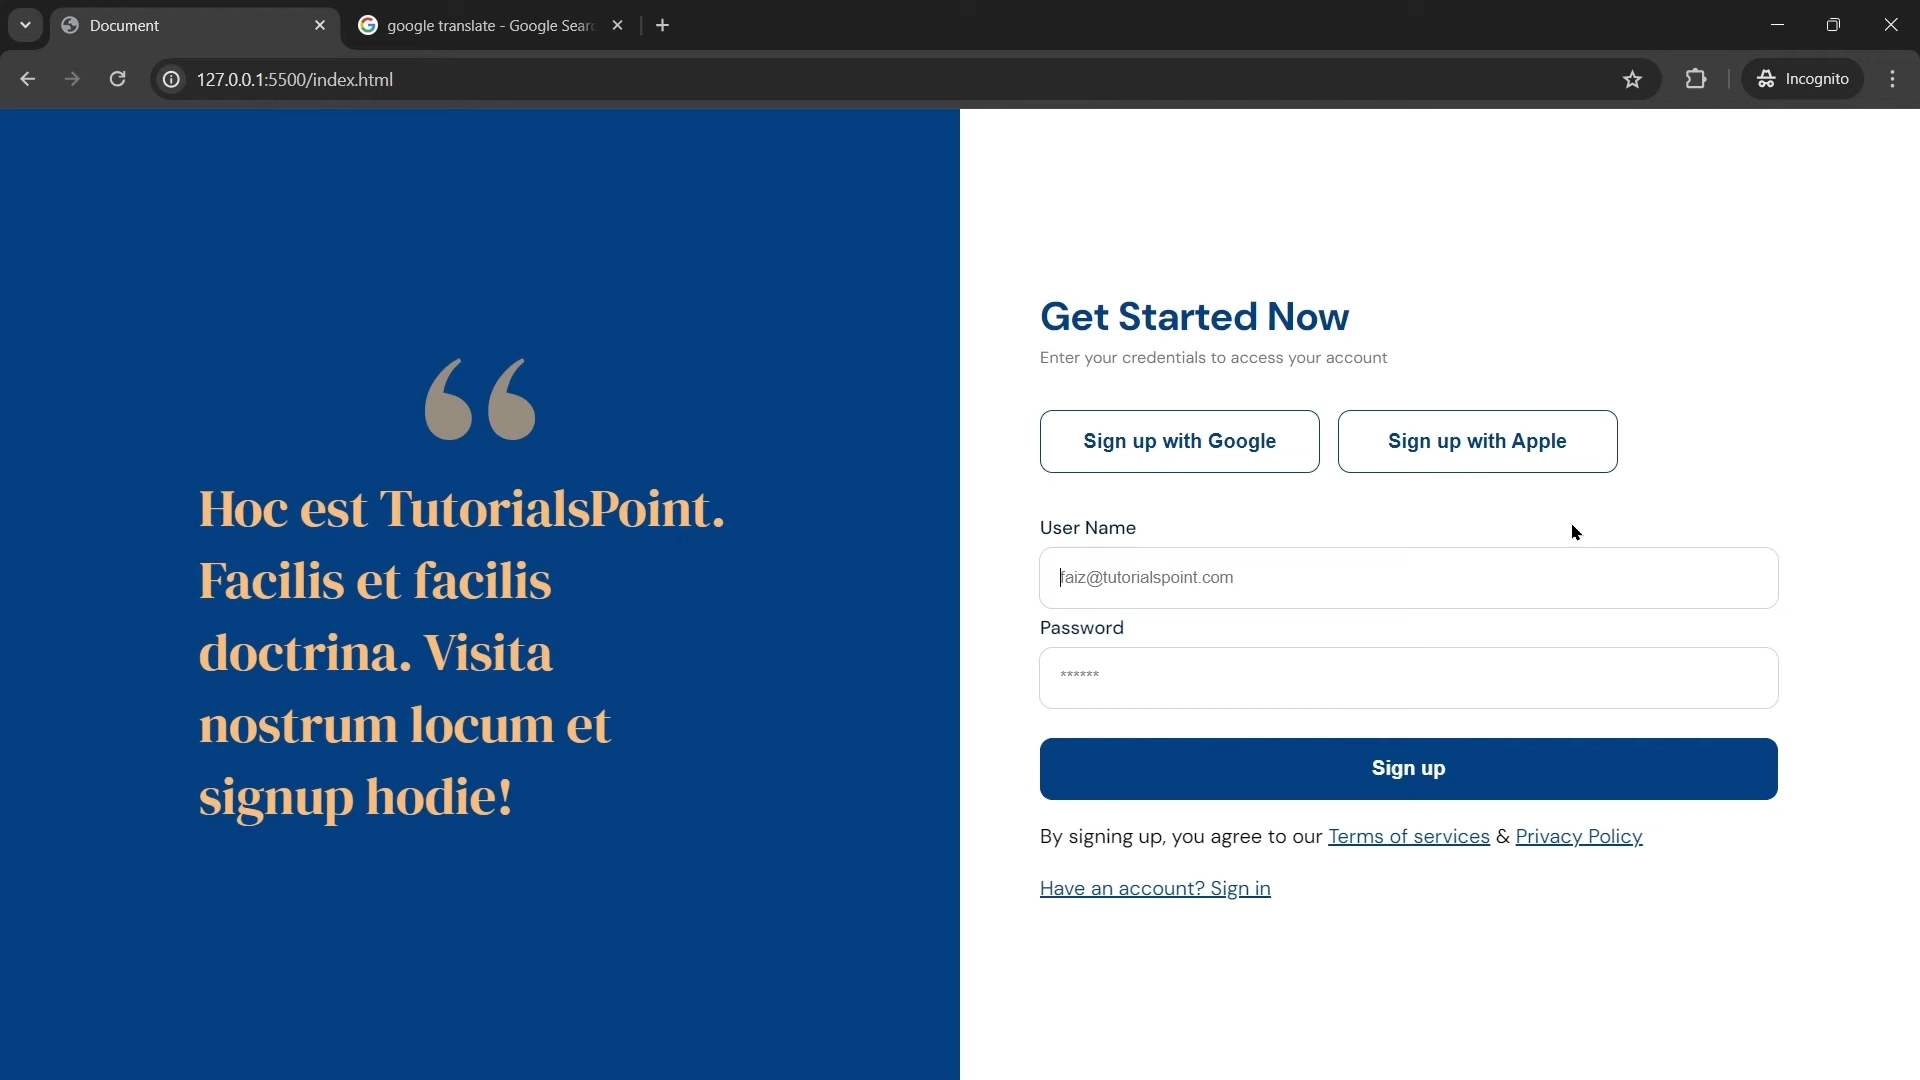 Document
google translate - Google Sear
127.0.0.1:5500/index.html
Incognito
“
Hoc est TutorialsPoint.
Facilis et facilis
doctrina. Visita
nostrum locum et
signup hodie!
Get Started Now
Enter your credentials to access your account
Sign up with Google
Sign up with Apple
User Name
faiz@tutorialspoint.com
Password
******
Sign up
By signing up, you agree to our Terms of services & Privacy Policy
Have an account? Sign in